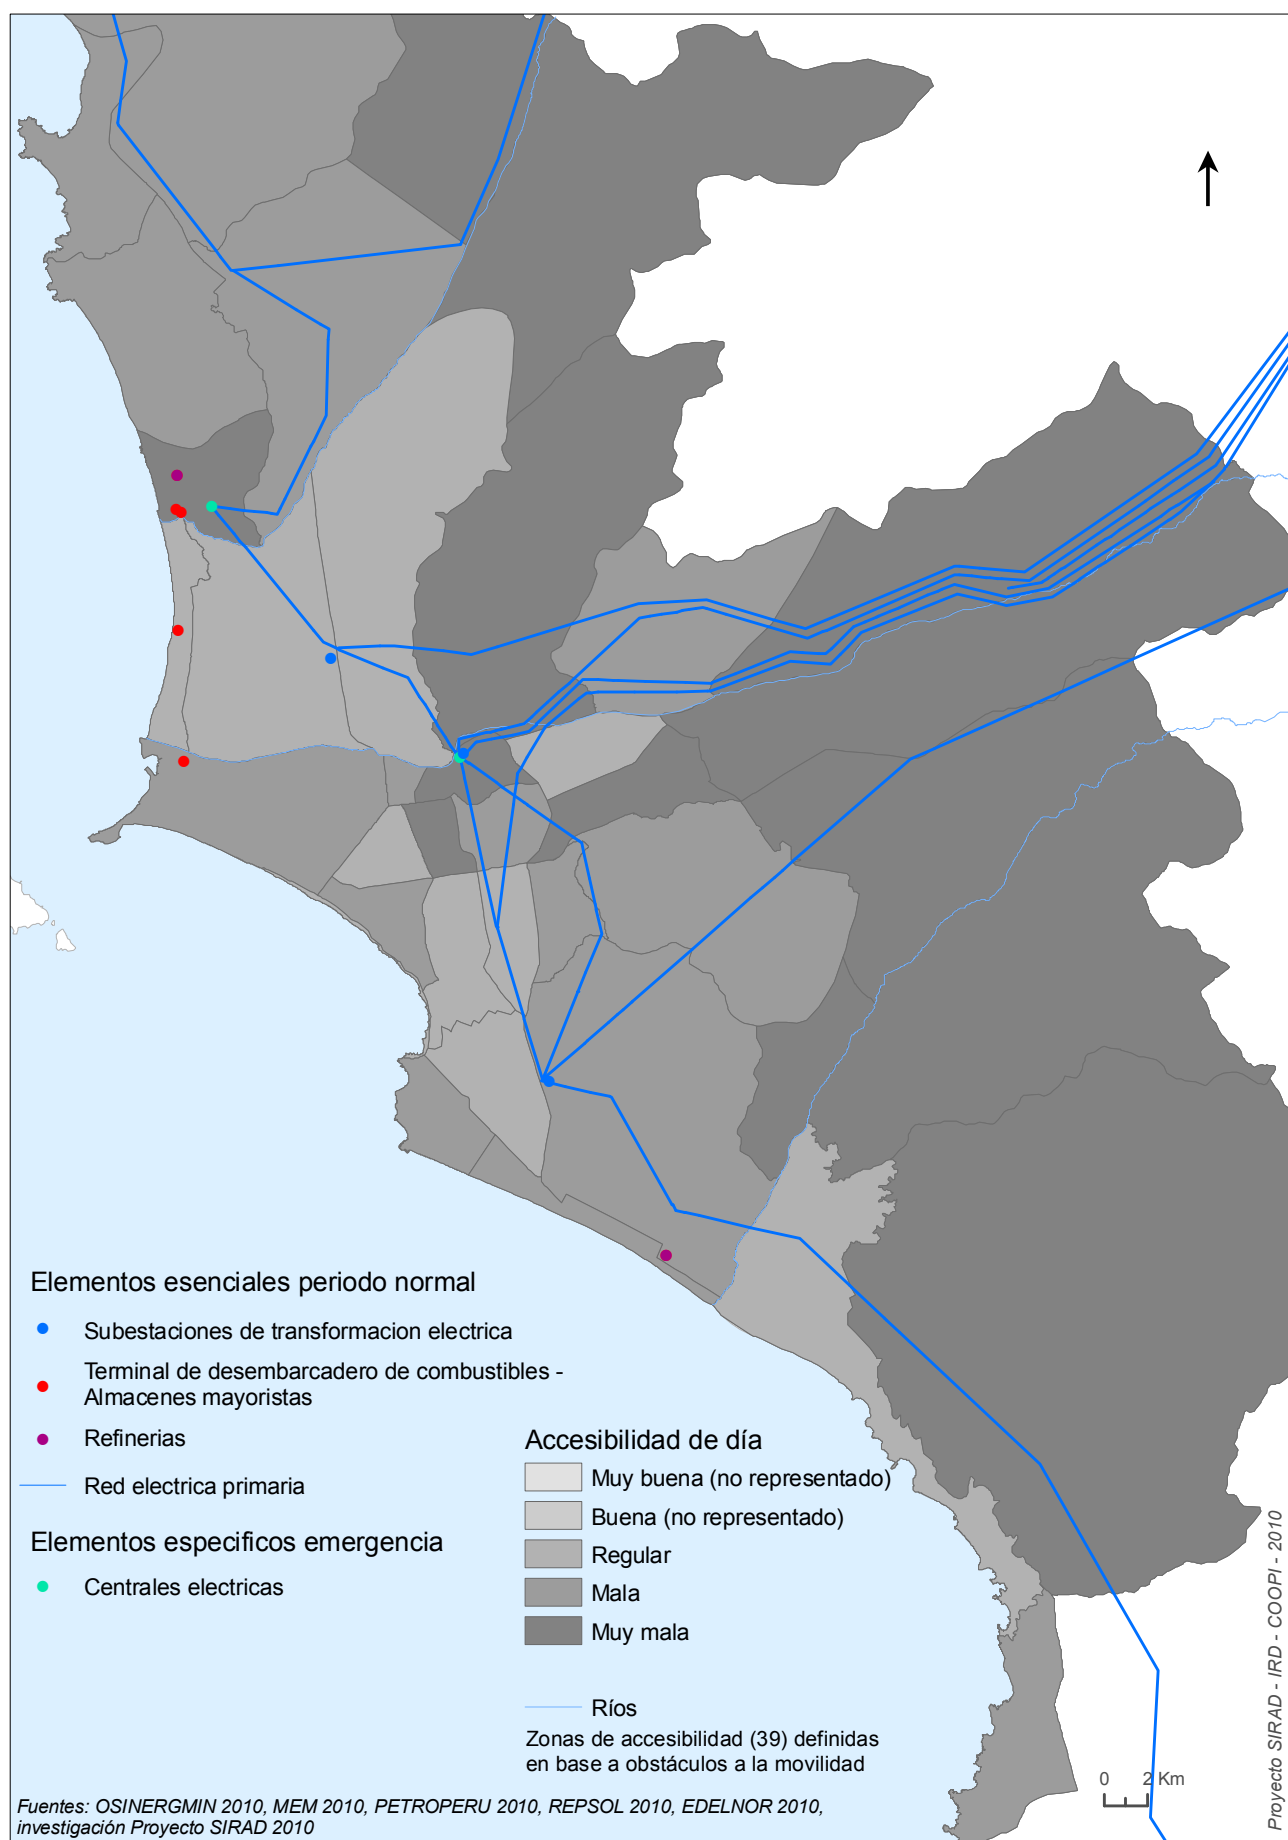 Elementos esenciales periodo normal
Subestaciones de transformacion electrica
Terminal de desembarcadero de combustibles -
Almacenes mayoristas
Refinerias
Red electrica primaria
Elementos especificos emergencia
Centrales electricas
Accesibilidad de día
Muy buena (no representado)
Buena (no representado)
Regular
Mala
Muy mala
Ríos
Zonas de accesibilidad (39) definidas
en base a obstáculos a la movilidad
0 2 Km
Fuentes: OSINERGMIN 2010, MEM 2010, PETROPERU 2010, REPSOL 2010, EDELNOR 2010,
investigación Proyecto SIRAD 2010
Proyecto SIRAD - IRD - COOPI - 2010